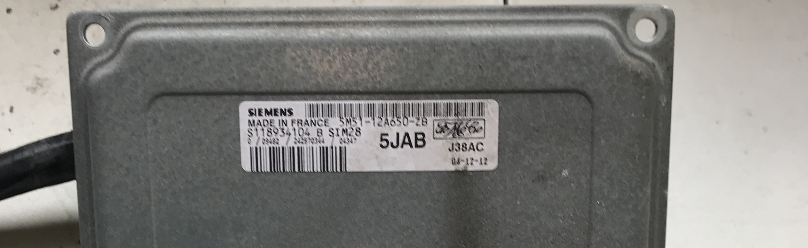 SIEMENS
MADE IN FRANCE 5M51-12A650-ZB
S118934104 B SIM28
5JAB
J38AC
04-12-12